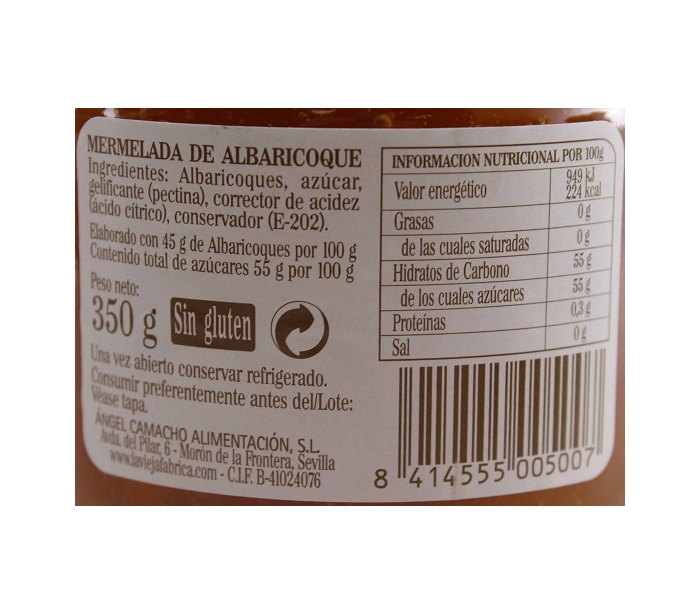 MERMELADA DE ALBARICOQUE
Ingredientes: Albaricoques, azúcar,
gelificante (pectina), corrector de acidez
(ácido cítrico), conservador (E-202).
Elaborado con 45 g de Albaricoques por 100 g
Contenido total de azúcares 55 g por 100 g
Peso neto:
350 g Sin gluten
Una vez abierto conservar refrigerado.
Consumir preferentemente antes del/Lote:
Véase tapa.
ÁNGEL CAMACHO ALIMENTACIÓN, S.L.
Avda. del Pilar, 6 - Morón de la Frontera, Sevilla
www.laviejafabrica.com - C.I.F. B-41024076
INFORMACION NUTRICIONAL POR 100g
Valor energético 949 kJ
224 kcal
Grasas 0 g
de las cuales saturadas 0 g
Hidratos de Carbono 55 g
de los cuales azúcares 55 g
Proteínas 0,3 g
Sal 0 g
8 414555 005007